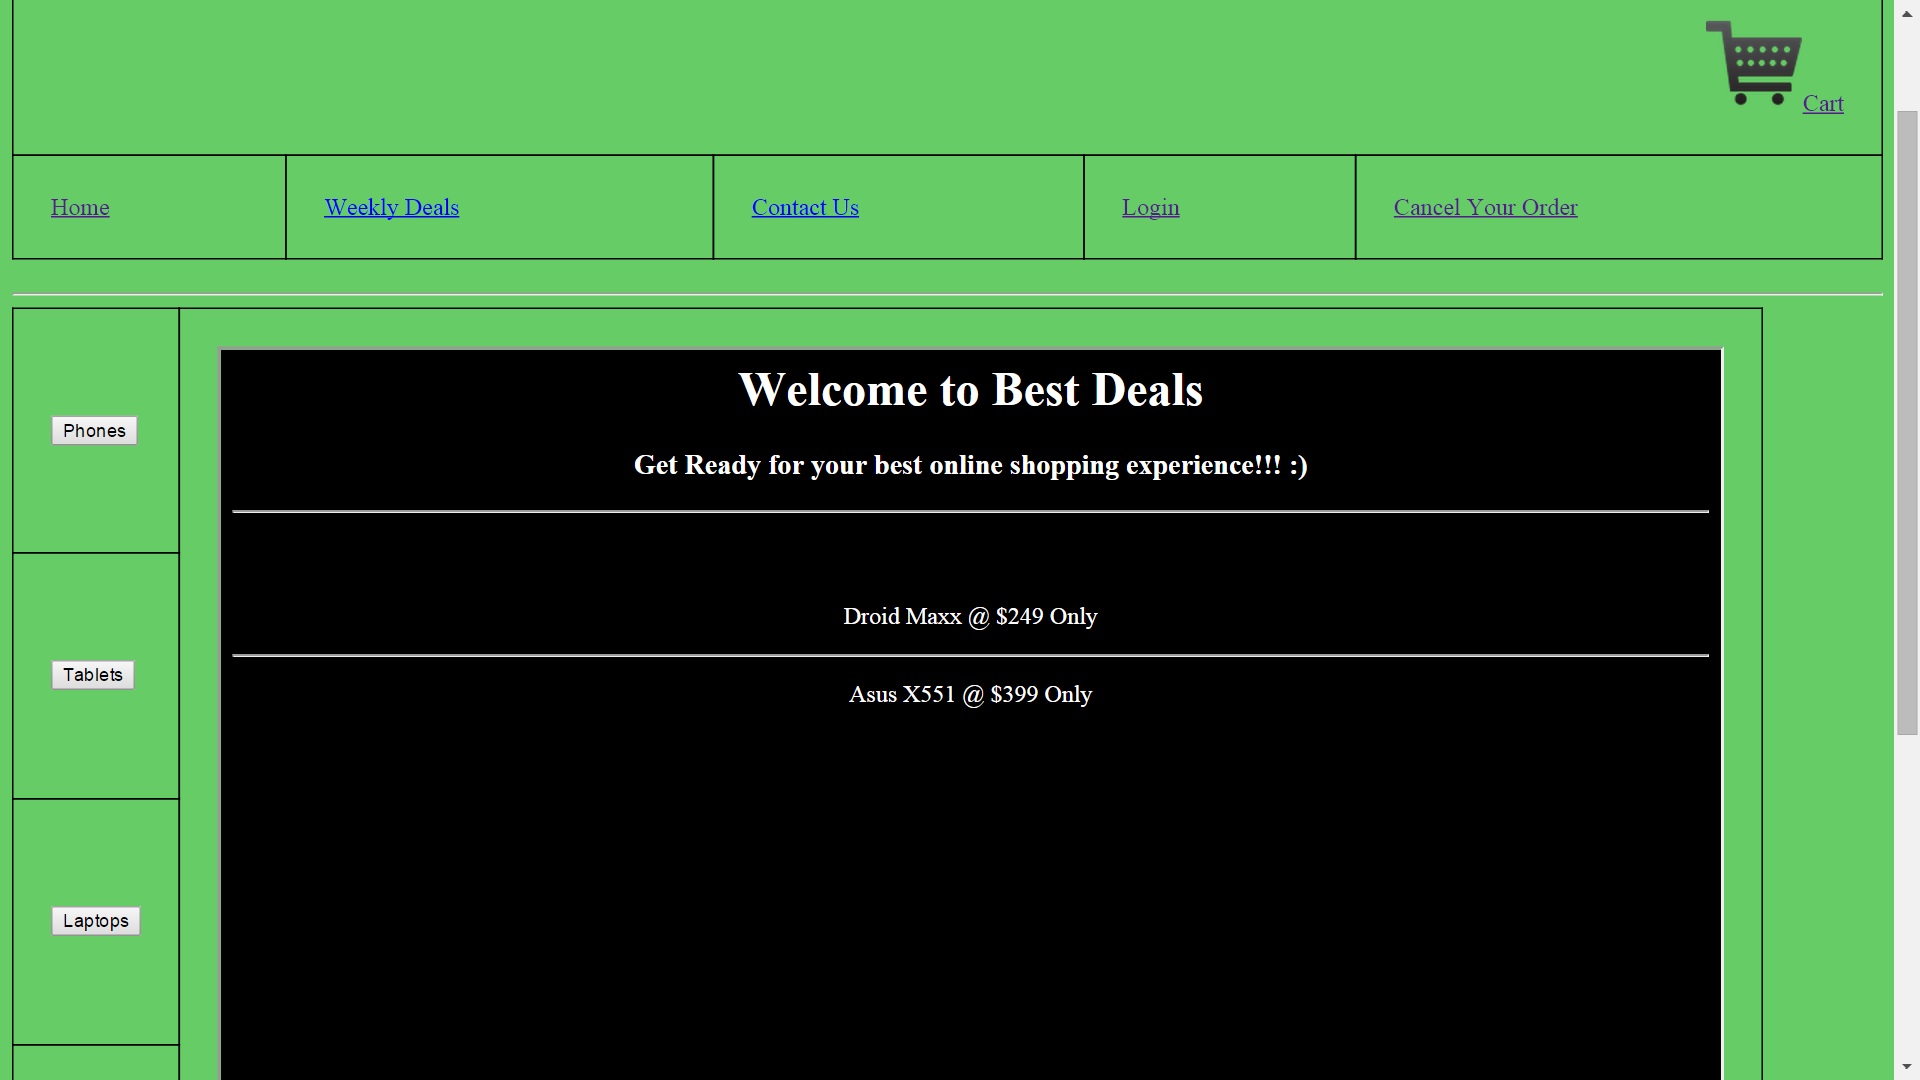 Cart
Home Weekly Deals Contact Us Login Cancel Your Order
Welcome to Best Deals
Phones
Get Ready for your best online shopping experience!!! :)
Droid Maxx @ $249 Only
Tablets
Asus X551 @ $399 Only
Laptops